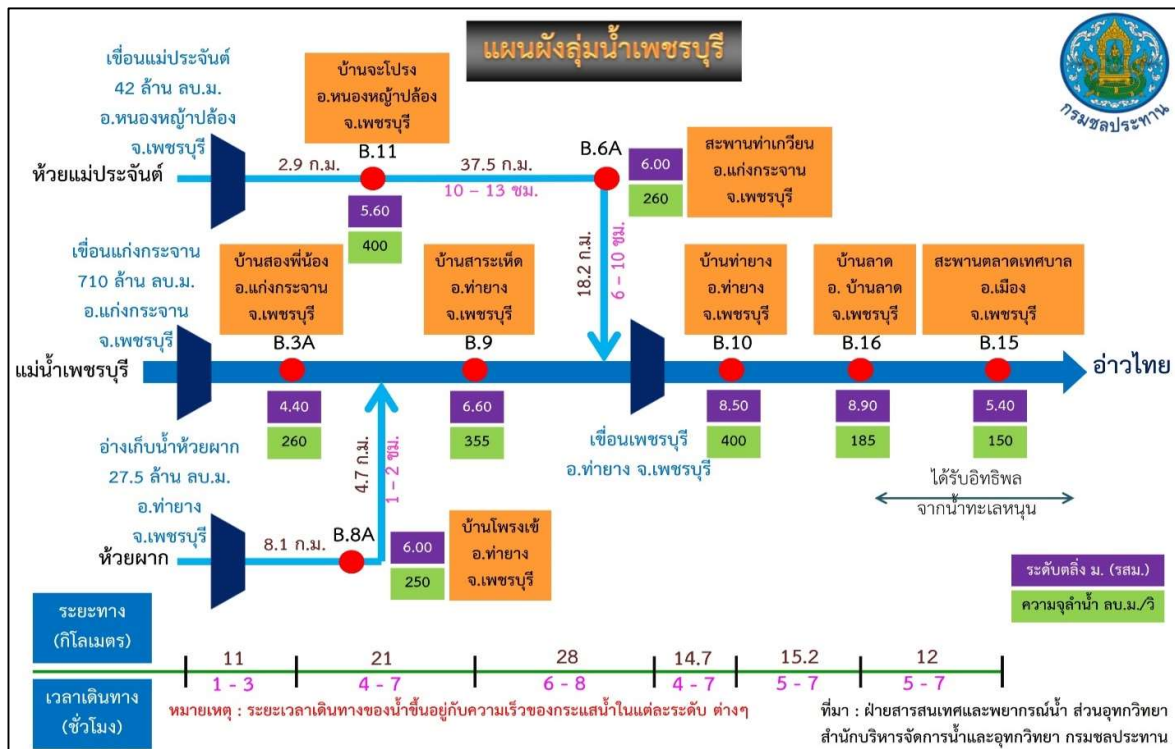 แผนผังลุ่มน้ำเพชรบุรี
กรมชลประทาน
เขื่อนแม่ประจันต์
42 ล้าน ลบ.ม.
อ.หนองหญ้าปล้อง
จ.เพชรบุรี
ห้วยแม่ประจันต์
2.9 ก.ม.
บ้านจะโปรง
อ.หนองหญ้าปล้อง
จ.เพชรบุรี
B.11
5.60
400
37.5 ก.ม.
10 – 13 ชม.
B.6A
6.00
260
สะพานท่าเกวียน
อ.แก่งกระจาน
จ.เพชรบุรี
18.2 ก.ม.
6 – 10 ชม.
เขื่อนแก่งกระจาน
710 ล้าน ลบ.ม.
อ.แก่งกระจาน
จ.เพชรบุรี
แม่น้ำเพชรบุรี
บ้านสองพี่น้อง
อ.แก่งกระจาน
จ.เพชรบุรี
B.3A
4.40
260
บ้านสาระเห็ด
อ.ท่ายาง
จ.เพชรบุรี
B.9
6.60
355
เขื่อนเพชรบุรี
อ.ท่ายาง จ.เพชรบุรี
บ้านท่ายาง
อ.ท่ายาง
จ.เพชรบุรี
B.10
8.50
400
บ้านลาด
อ. บ้านลาด
จ.เพชรบุรี
B.16
8.90
185
สะพานตลาดเทศบาล
อ.เมือง
จ.เพชรบุรี
B.15
5.40
150
อ่าวไทย
ได้รับอิทธิพล
จากน้ำทะเลหนุน
อ่างเก็บน้ำห้วยผาก
27.5 ล้าน ลบ.ม.
อ.ท่ายาง
จ.เพชรบุรี
ห้วยผาก
8.1 ก.ม.
B.8A
4.7 ก.ม.
1 – 2 ชม.
6.00
250
บ้านโพรงเข้
อ.ท่ายาง
จ.เพชรบุรี
ระดับตลิ่ง ม. (รสม.)
ความจุลำน้ำ ลบ.ม./วิ
ระยะทาง
(กิโลเมตร)
11 21 28 14.7 15.2 12
เวลาเดินทาง
(ชั่วโมง)
1 - 3 4 - 7 6 - 8 4 - 7 5 - 7 5 - 7
หมายเหตุ : ระยะเวลาเดินทางของน้ำขึ้นอยู่กับความเร็วของกระแสน้ำในแต่ละระดับ ต่างๆ
ที่มา : ฝ่ายสารสนเทศและพยากรณ์น้ำ ส่วนอุทกวิทยา
สำนักบริหารจัดการน้ำและอุทกวิทยา กรมชลประทาน